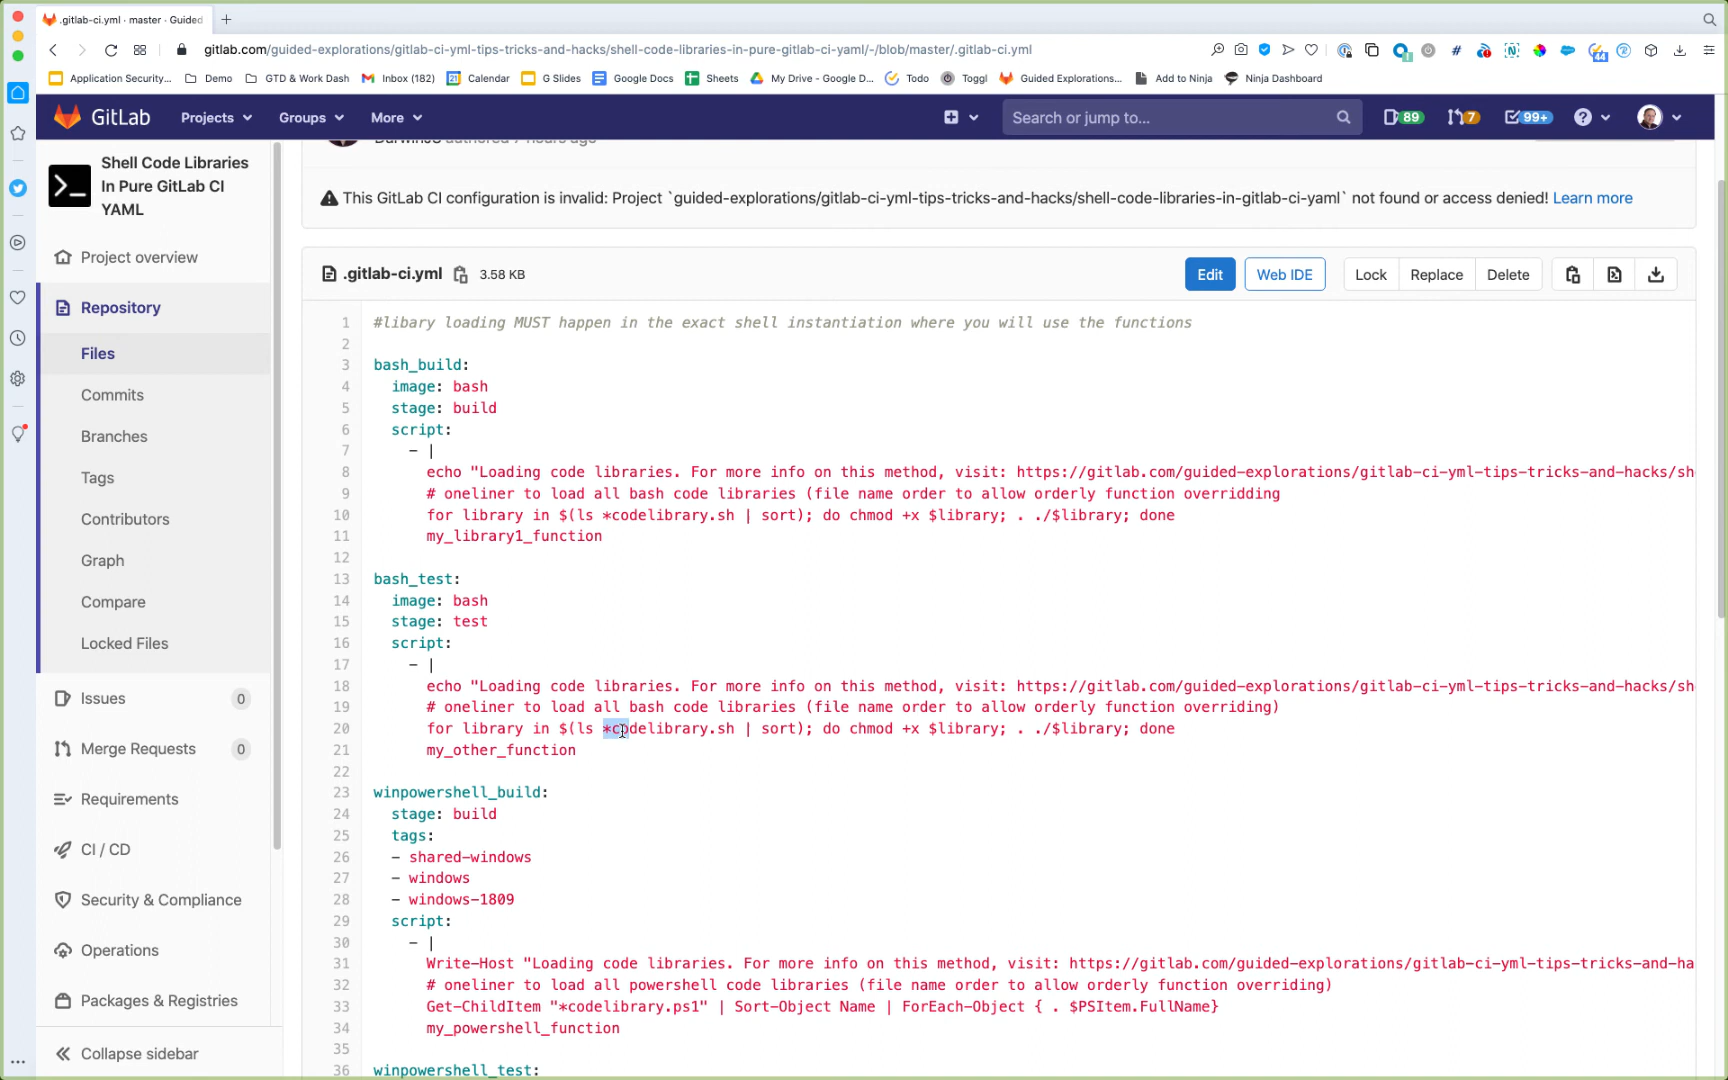 .gitlab-ci.yml · master · Guided
gitlab.com/guided-explorations/gitlab-ci-yml-tips-tricks-and-hacks/shell-code-libraries-in-pure-gitlab-ci-yaml/-/blob/master/.gitlab-ci.yml
Application Security... Demo GTD & Work Dash Inbox (182) Calendar G Slides Google Docs Sheets My Drive - Google D... Todo Toggl Guided Explorations... Add to Ninja Ninja Dashboard
GitLab Projects Groups More Search or jump to... 89 7 99+
Shell Code Libraries
In Pure GitLab CI
YAML
Project overview
Repository
Files
Commits
Branches
Tags
Contributors
Graph
Compare
Locked Files
Issues 0
Merge Requests 0
Requirements
CI / CD
Security & Compliance
Operations
Packages & Registries
Collapse sidebar
This GitLab CI configuration is invalid: Project `guided-explorations/gitlab-ci-yml-tips-tricks-and-hacks/shell-code-libraries-in-gitlab-ci-yaml` not found or access denied! Learn more
.gitlab-ci.yml 3.58 KB Edit Web IDE Lock Replace Delete
1 #libary loading MUST happen in the exact shell instantiation where you will use the functions
2
3 bash_build:
4 image: bash
5 stage: build
6 script:
7 - |
8 echo "Loading code libraries. For more info on this method, visit: https://gitlab.com/guided-explorations/gitlab-ci-yml-tips-tricks-and-hacks/sh
9 # oneliner to load all bash code libraries (file name order to allow orderly function overridding
10 for library in $(ls *codelibrary.sh | sort); do chmod +x $library; . ./$library; done
11 my_library1_function
12
13 bash_test:
14 image: bash
15 stage: test
16 script:
17 - |
18 echo "Loading code libraries. For more info on this method, visit: https://gitlab.com/guided-explorations/gitlab-ci-yml-tips-tricks-and-hacks/sh
19 # oneliner to load all bash code libraries (file name order to allow orderly function overriding)
20 for library in $(ls *codelibrary.sh | sort); do chmod +x $library; . ./$library; done
21 my_other_function
22
23 winpowershell_build:
24 stage: build
25 tags:
26 - shared-windows
27 - windows
28 - windows-1809
29 script:
30 - |
31 Write-Host "Loading code libraries. For more info on this method, visit: https://gitlab.com/guided-explorations/gitlab-ci-yml-tips-tricks-and-ha
32 # oneliner to load all powershell code libraries (file name order to allow orderly function overriding)
33 Get-ChildItem "*codelibrary.ps1" | Sort-Object Name | ForEach-Object { . $PSItem.FullName}
34 my_powershell_function
35
36 winpowershell_test: